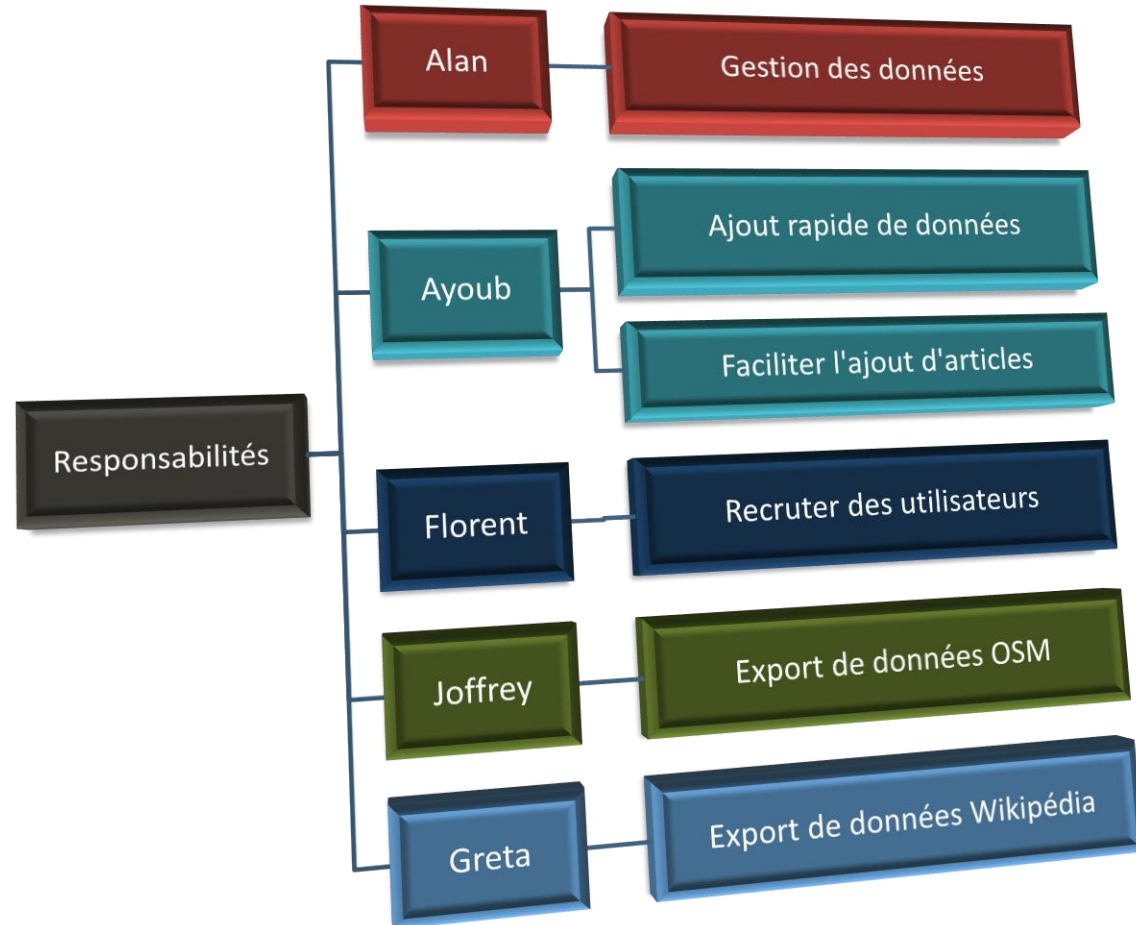 Responsabilités
Alan
Gestion des données
Ayoub
Ajout rapide de données
Faciliter l'ajout d'articles
Florent
Recruter des utilisateurs
Joffrey
Export de données OSM
Greta
Export de données Wikipédia